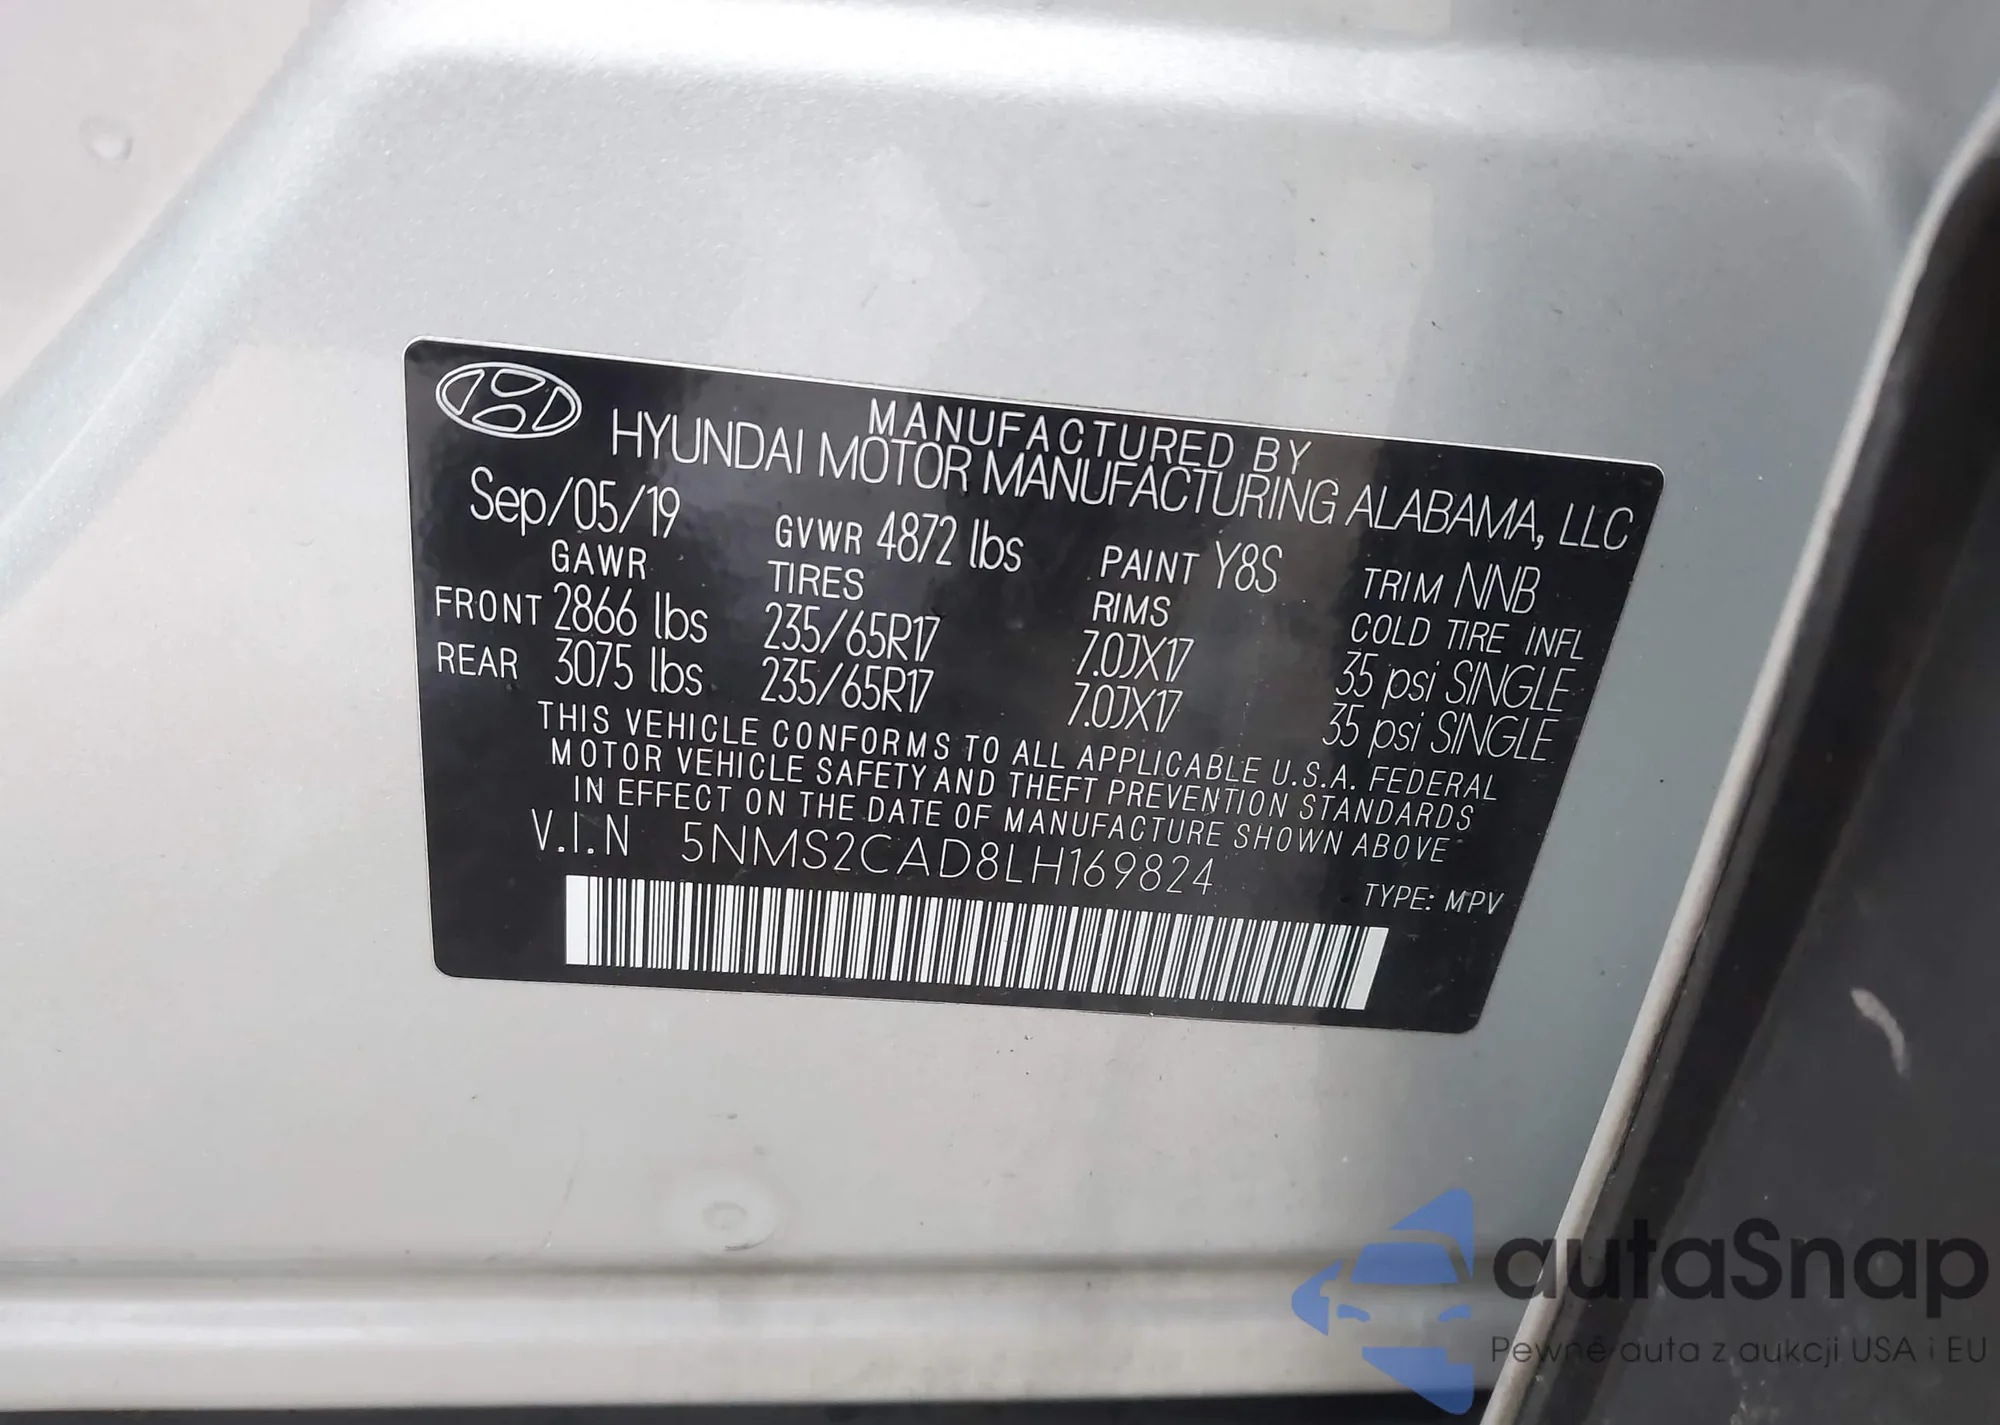 MANUFACTURED BY
HYUNDAI MOTOR MANUFACTURING ALABAMA, LLC
Sep/05/19 GVWR 4872 lbs PAINT Y8S TRIM NNB
GAWR TIRES RIMS COLD TIRE INFL
FRONT 2866 lbs 235/65R17 7.0JX17 35 psi SINGLE
REAR 3075 lbs 235/65R17 7.0JX17 35 psi SINGLE
THIS VEHICLE CONFORMS TO ALL APPLICABLE U.S.A. FEDERAL
MOTOR VEHICLE SAFETY AND THEFT PREVENTION STANDARDS
IN EFFECT ON THE DATE OF MANUFACTURE SHOWN ABOVE
V.I.N 5NMS2CAD8LH169824
TYPE: MPV
autaSnap
Pewne auta z aukcji USA i EU